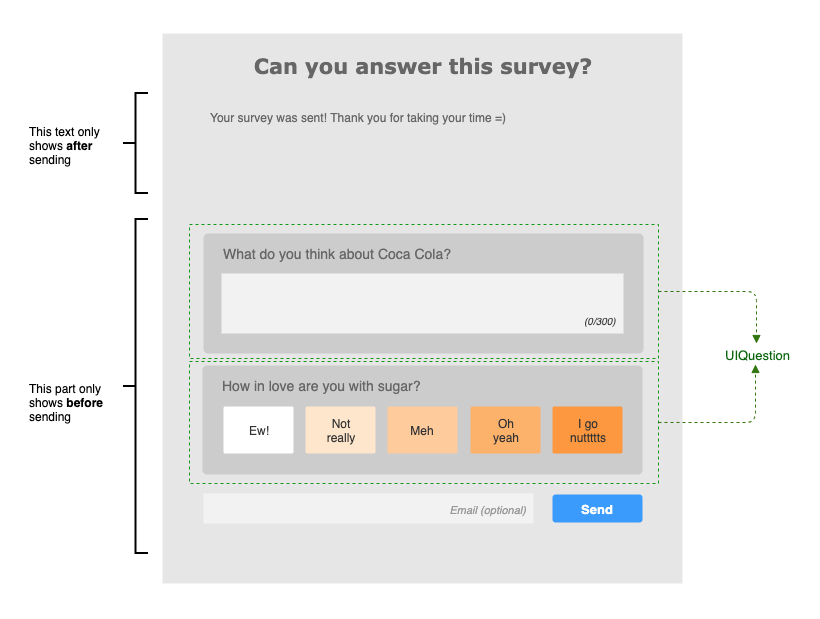 Can you answer this survey?
This text only
shows after
sending
Your survey was sent! Thank you for taking your time =)
What do you think about Coca Cola?
(0/300)
UIQuestion
This part only
shows before
sending
How in love are you with sugar?
Ew!
Not
really
Meh
Oh
yeah
I go
nuttttts
Email (optional)
Send